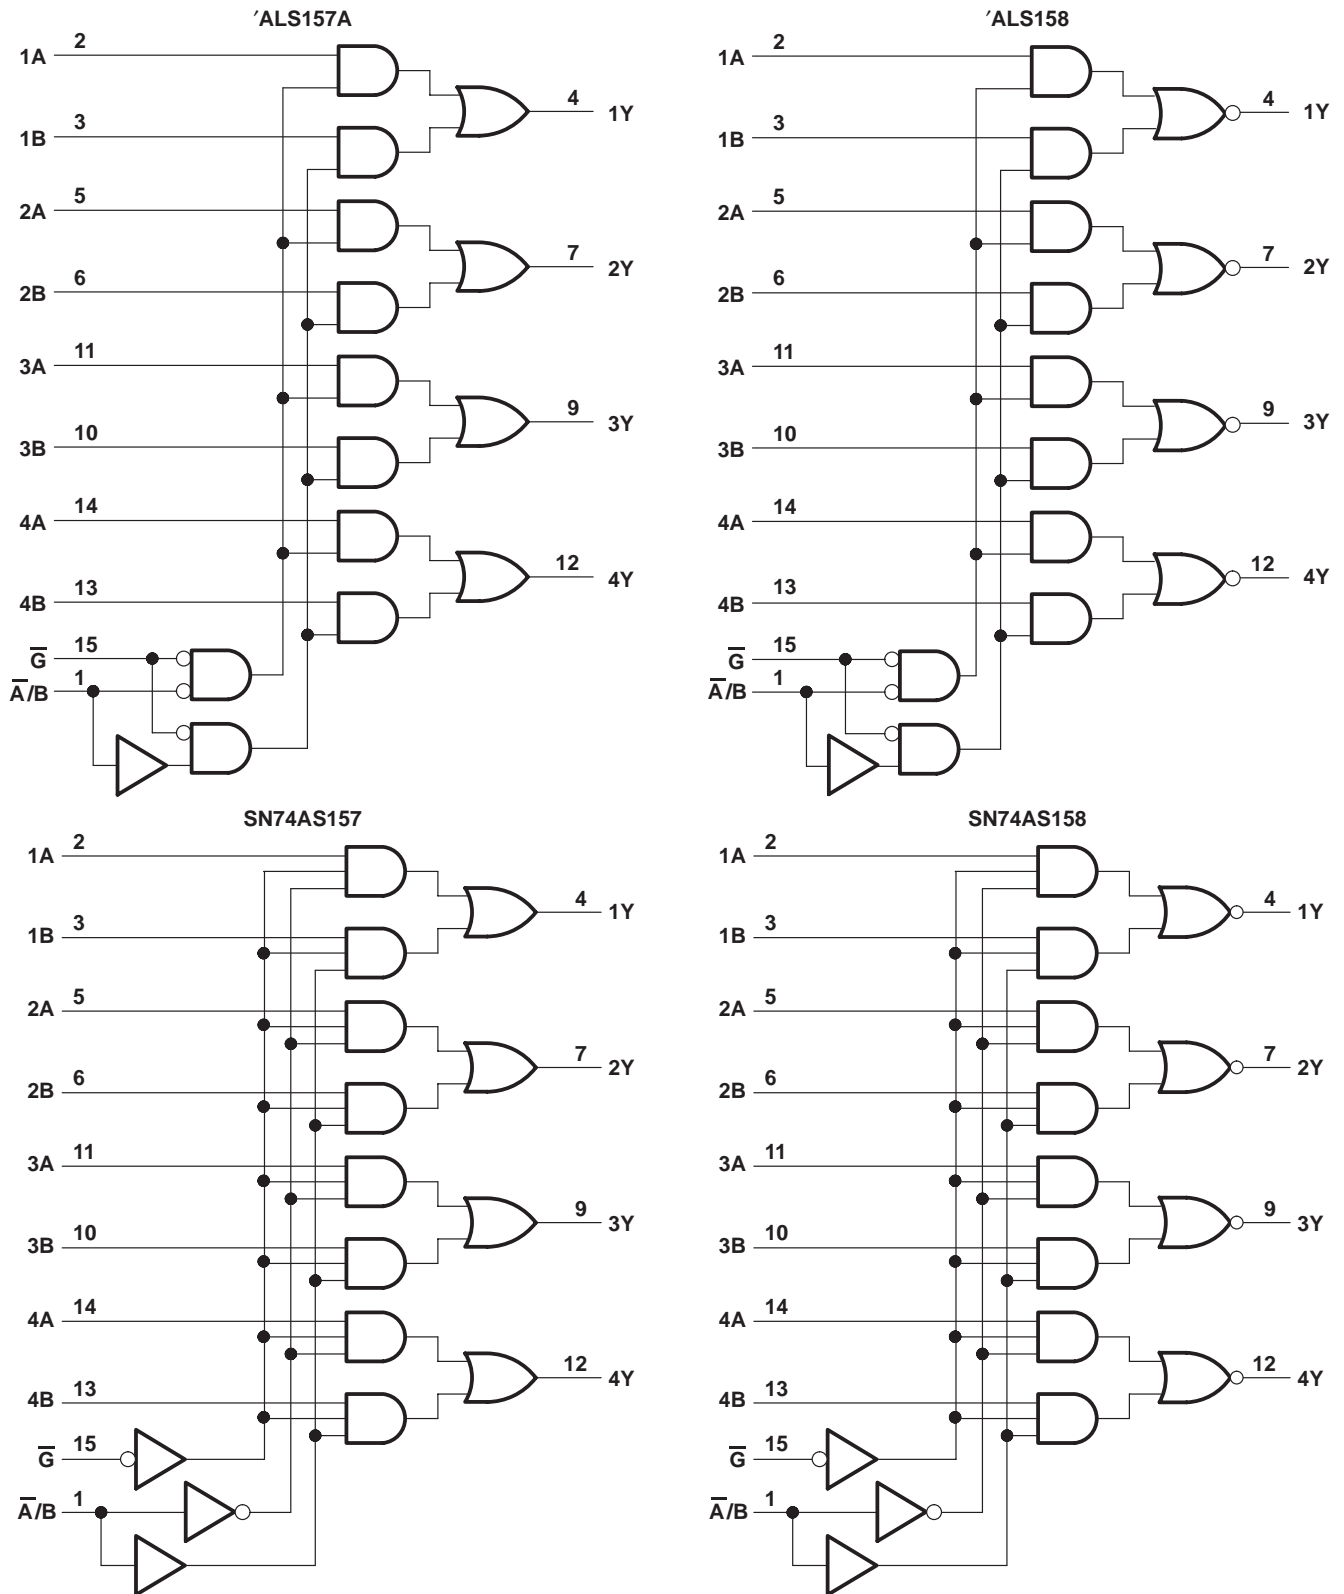 ′ALS157A
1A 2
4 1Y
1B 3
2A 5
7 2Y
2B 6
3A 11
9 3Y
3B 10
4A 14
12 4Y
4B 13
G̅ 15
A̅/B 1
′ALS158
1A 2
4 1Y
1B 3
2A 5
7 2Y
2B 6
3A 11
9 3Y
3B 10
4A 14
12 4Y
4B 13
G̅ 15
A̅/B 1
SN74AS157
1A 2
4 1Y
1B 3
2A 5
7 2Y
2B 6
3A 11
9 3Y
3B 10
4A 14
12 4Y
4B 13
G̅ 15
A̅/B 1
SN74AS158
1A 2
4 1Y
1B 3
2A 5
7 2Y
2B 6
3A 11
9 3Y
3B 10
4A 14
12 4Y
4B 13
G̅ 15
A̅/B 1